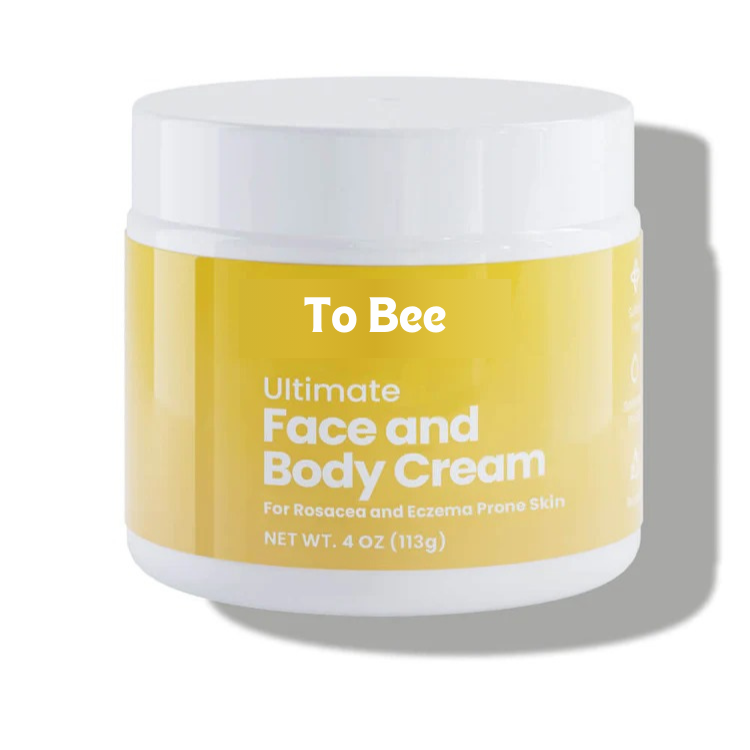 To Bee
Ultimate
Face and
Body Cream
For Rosacea and Eczema Prone Skin
NET WT. 4 OZ (113g)